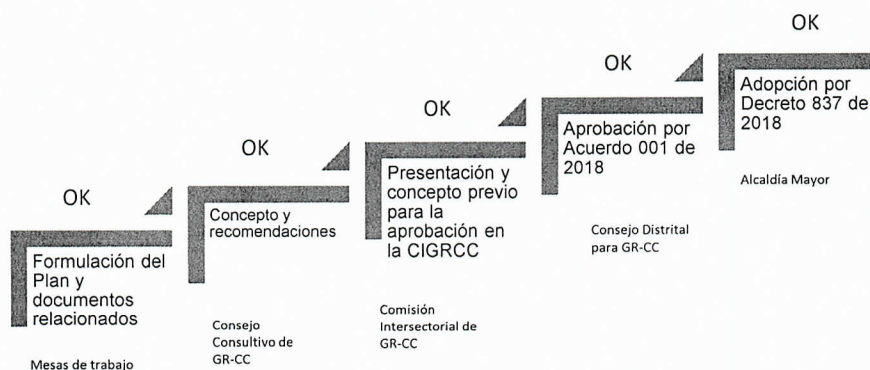 OK
Formulación del
Plan y
documentos
relacionados
Mesas de trabajo
OK
Concepto y
recomendaciones
Consejo
Consultivo de
GR-CC
OK
Presentación y
concepto previo
para la
aprobación en
la CIGRCC
Comisión
Intersectorial de
GR-CC
OK
Aprobación por
Acuerdo 001 de
2018
Consejo Distrital
para GR-CC
OK
Adopción por
Decreto 837 de
2018
Alcaldía Mayor